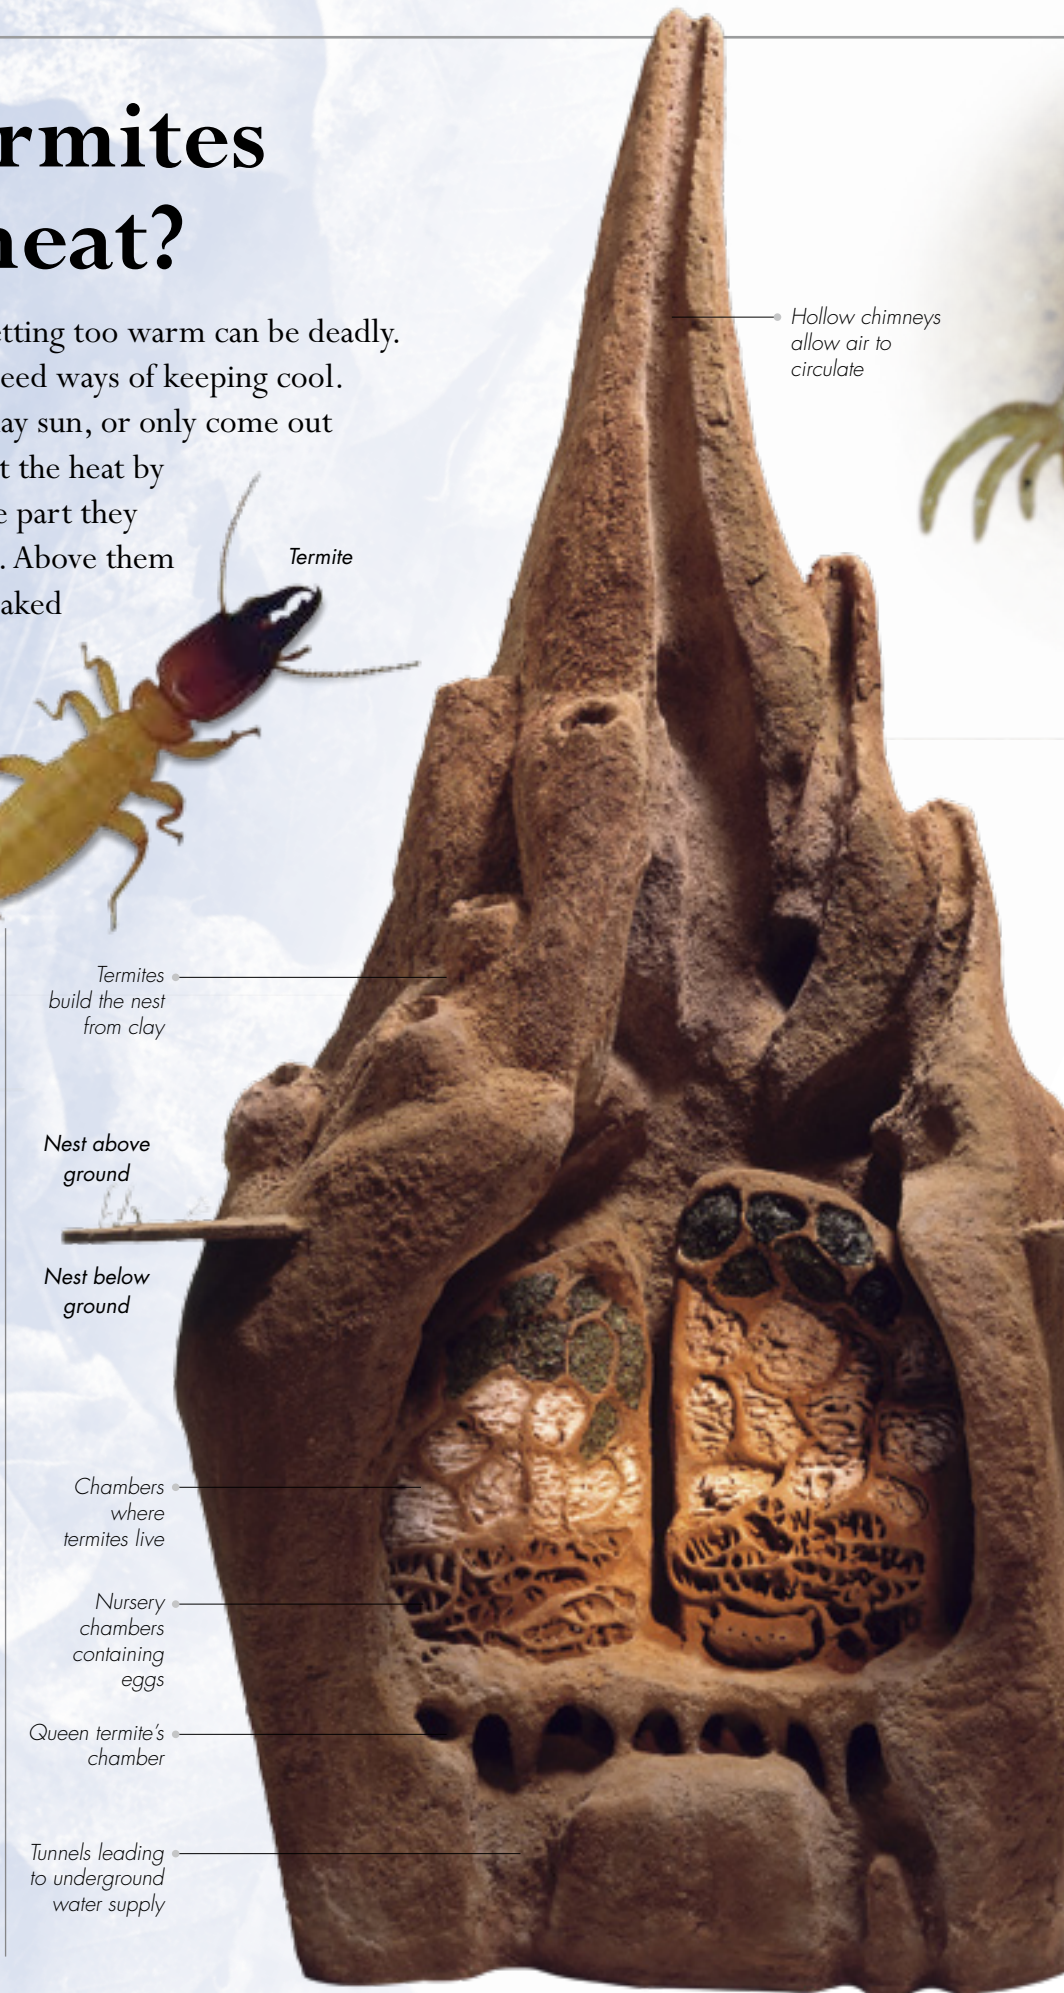 rmites
heat?
etting too warm can be deadly.
eed ways of keeping cool.
ay sun, or only come out
t the heat by
e part they
. Above them
aked
Termite
Hollow chimneys
allow air to
circulate
Termites
build the nest
from clay
Nest above
ground
Nest below
ground
Chambers
where
termites live
Nursery
chambers
containing
eggs
Queen termite's
chamber
Tunnels leading
to underground
water supply